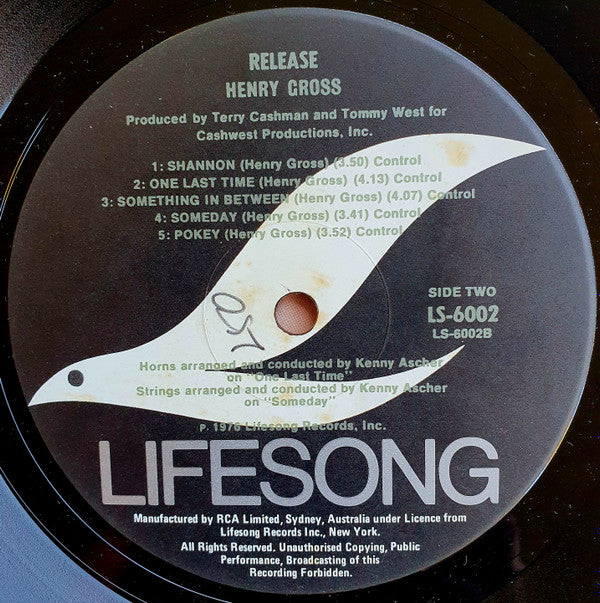 RELEASE
HENRY GROSS
Produced by Terry Cashman and Tommy West for
Cashwest Productions, Inc.
1: SHANNON (Henry Gross) (3.50) Control
2: ONE LAST TIME (Henry Gross) (4.13) Control
3: SOMETHING IN BETWEEN (Henry Gross) (4.07) Control
4: SOMEDAY (Henry Gross) (3.41) Control
5: POKEY (Henry Gross) (3.52) Control
SIDE TWO
LS-6002
LS-6002B
Horns arranged and conducted by Kenny Ascher
on "One Last Time"
Strings arranged and conducted by Kenny Ascher
on "Someday"
P. 1976 Lifesong Records, Inc.
LIFESONG
Manufactured by RCA Limited, Sydney, Australia under Licence from
Lifesong Records Inc., New York.
All Rights Reserved. Unauthorised Copying, Public
Performance, Broadcasting of this
Recording Forbidden.